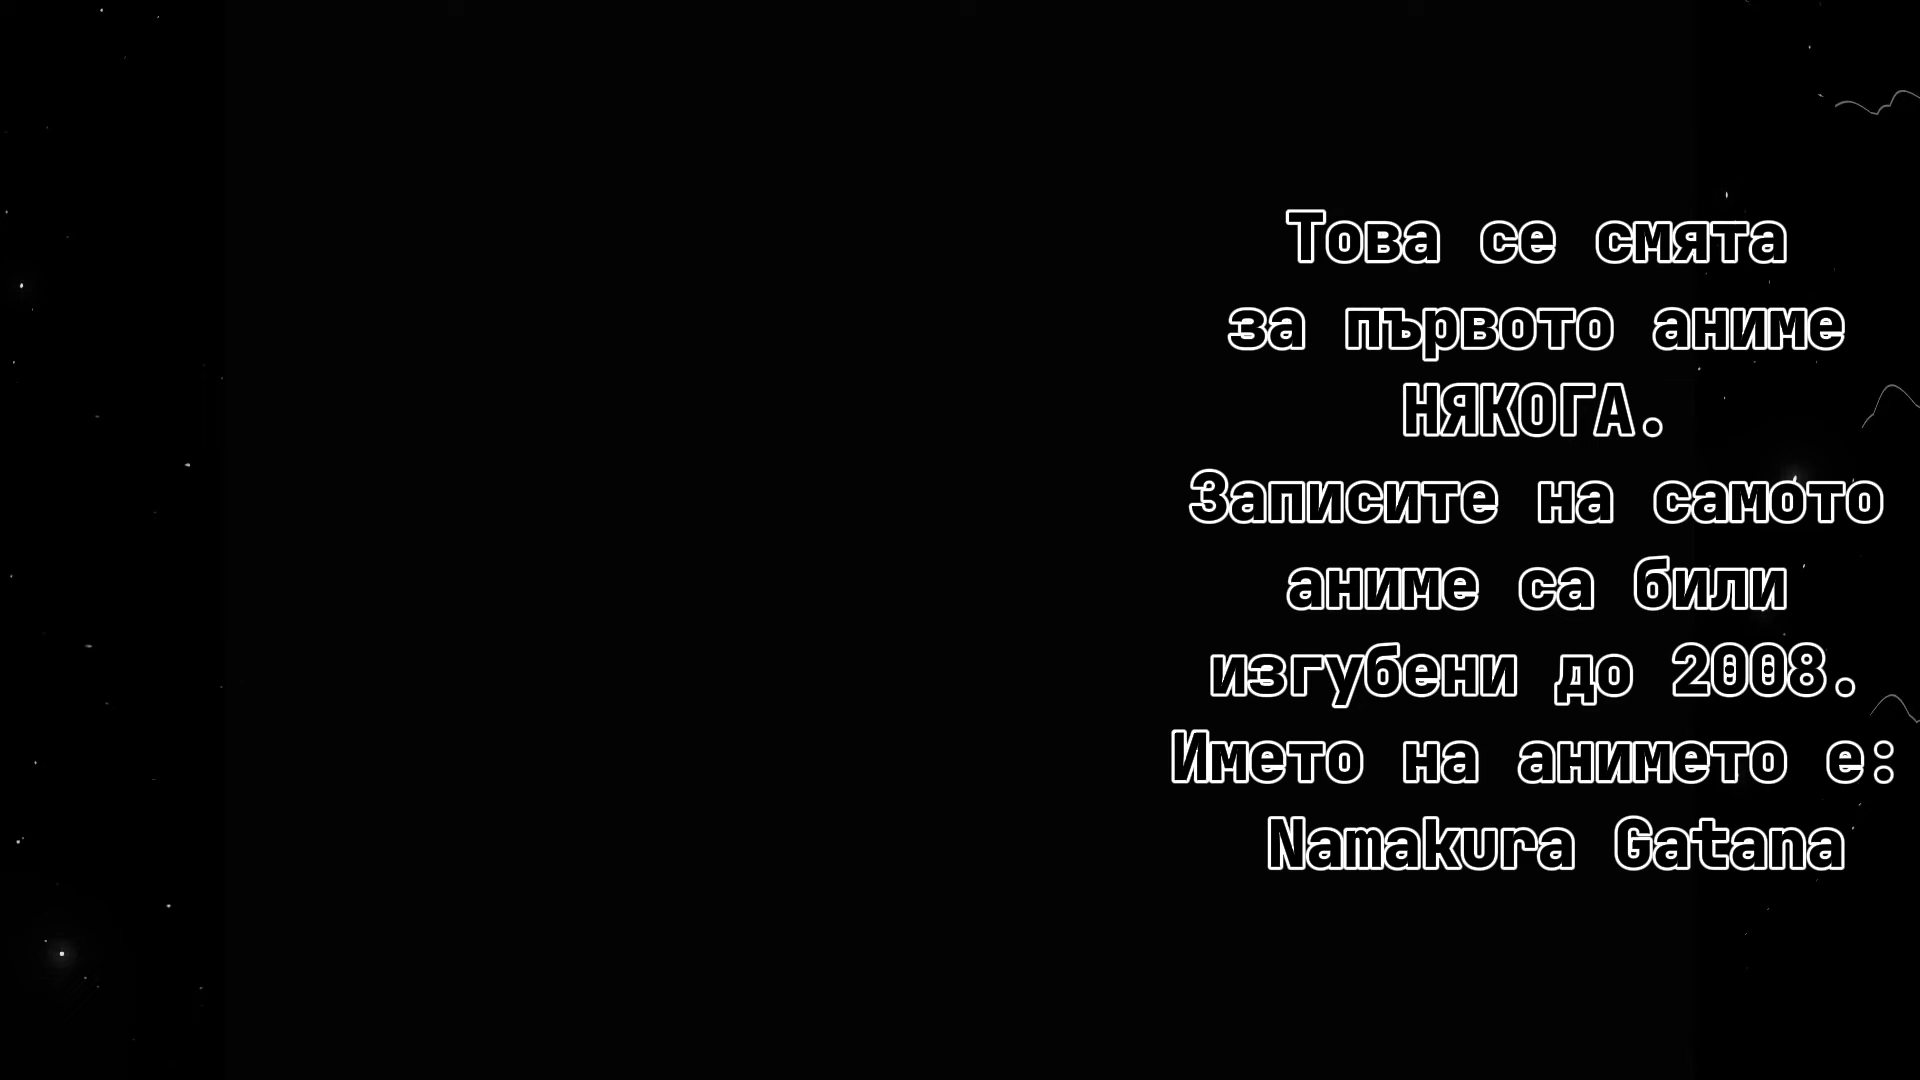 Това се смята
за първото аниме
НЯКОГА.
Записите на самото
аниме са били
изгубени до 2008.
Името на анимето е:
Namakura Gatana